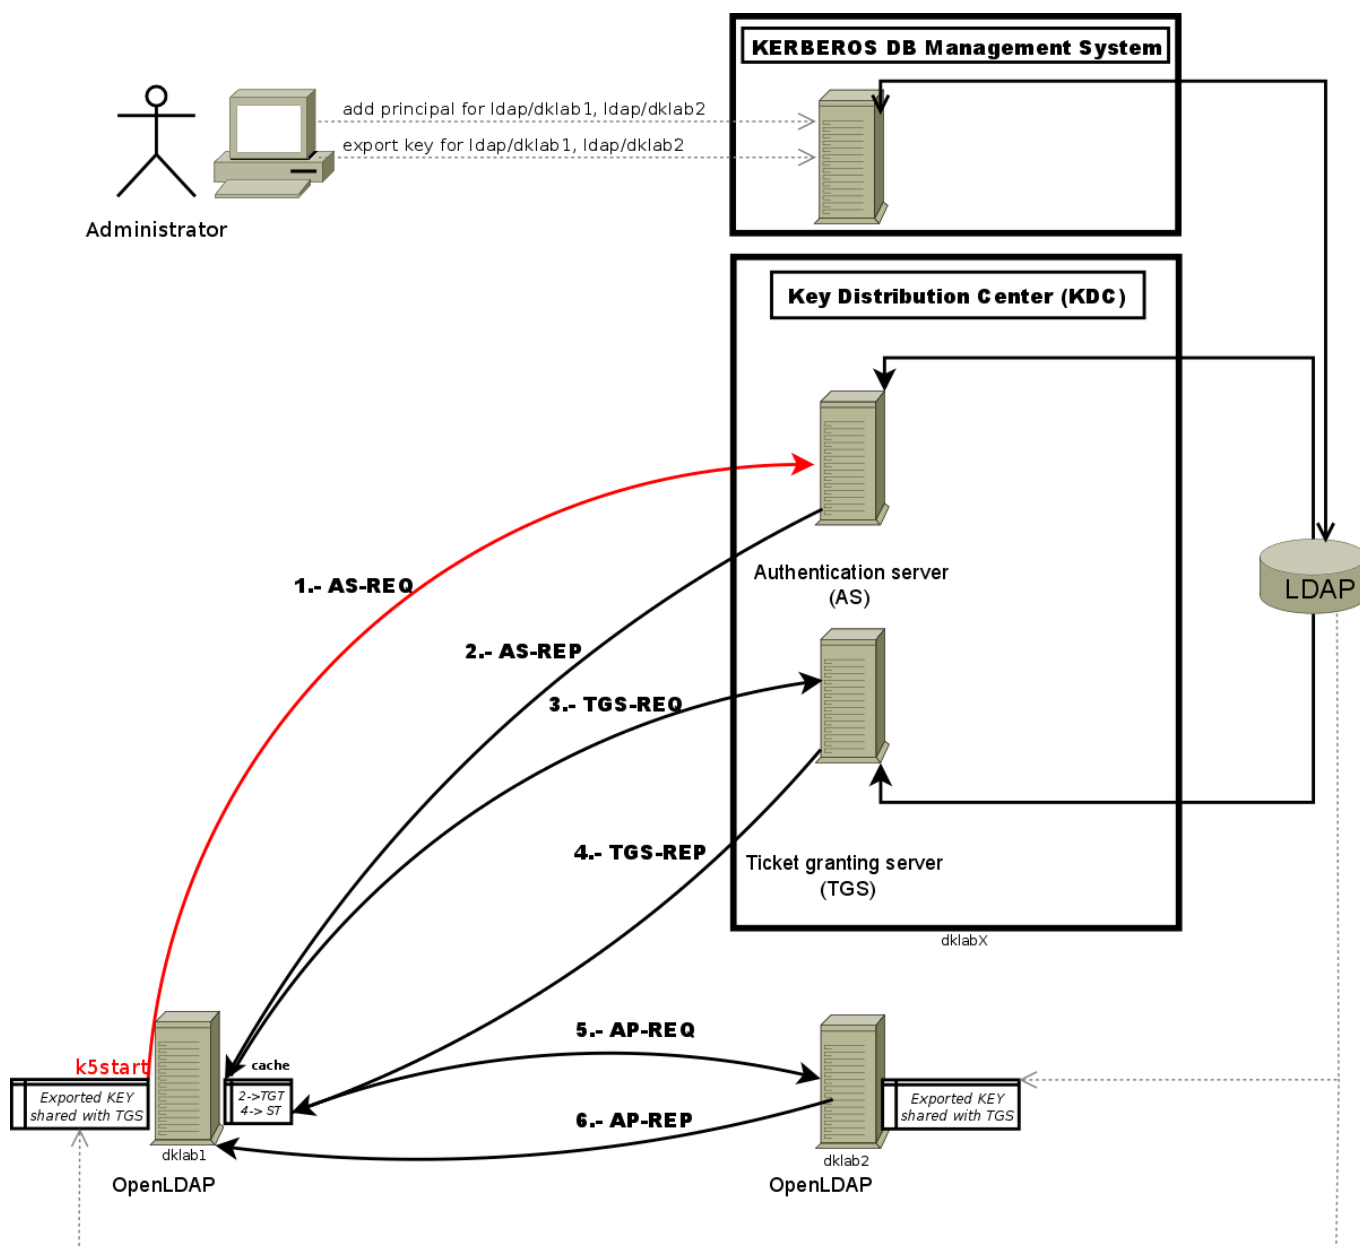 KERBEROS DB Management System
add principal for ldap/dklab1, ldap/dklab2
export key for ldap/dklab1, ldap/dklab2
Administrator
Key Distribution Center (KDC)
1.- AS-REQ
Authentication server
(AS)
LDAP
2.- AS-REP
3.- TGS-REQ
4.- TGS-REP
Ticket granting server
(TGS)
dklabX
5.- AP-REQ
k5start
cache
Exported KEY
shared with TGS
2->TGT
4-> ST
Exported KEY
shared with TGS
6.- AP-REP
dklab1
OpenLDAP
dklab2
OpenLDAP